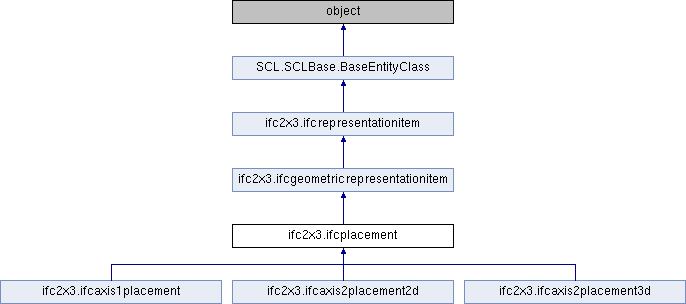 object
SCL.SCLBase.BaseEntityClass
ifc2x3.ifcrepresentationitem
ifc2x3.ifcgeometricrepresentationitem
ifc2x3.ifcplacement
ifc2x3.ifcaxis1placement
ifc2x3.ifcaxis2placement2d
ifc2x3.ifcaxis2placement3d